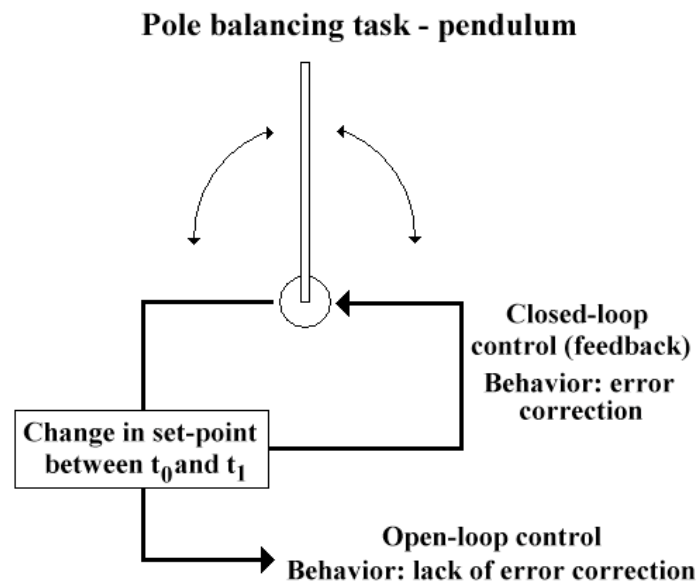 Pole balancing task - pendulum
Closed-loop
control (feedback)
Behavior: error
correction
Change in set-point
between t₀ and t₁
Open-loop control
Behavior: lack of error correction